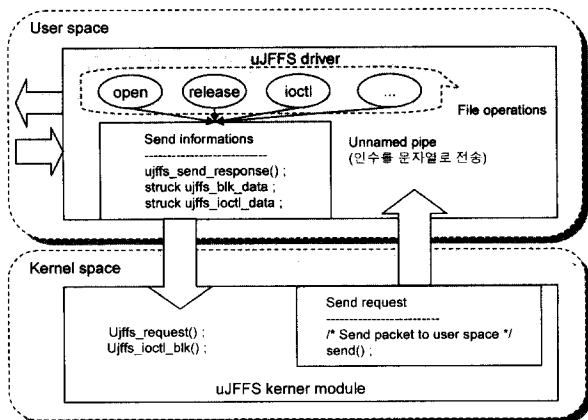 User space
uJFFS driver
open
release
ioctl
...
File operations
Send informations
------------------------
ujffs_send_response() ;
struck ujffs_blk_data ;
struck ujffs_ioctl_data ;
Unnamed pipe
(인수를 문자열로 전송)
Kernel space
Send request
----------------------
/* Send packet to user space */
send() ;
Ujffs_request() ;
Ujffs_ioctl_blk() ;
uJFFS kerner module